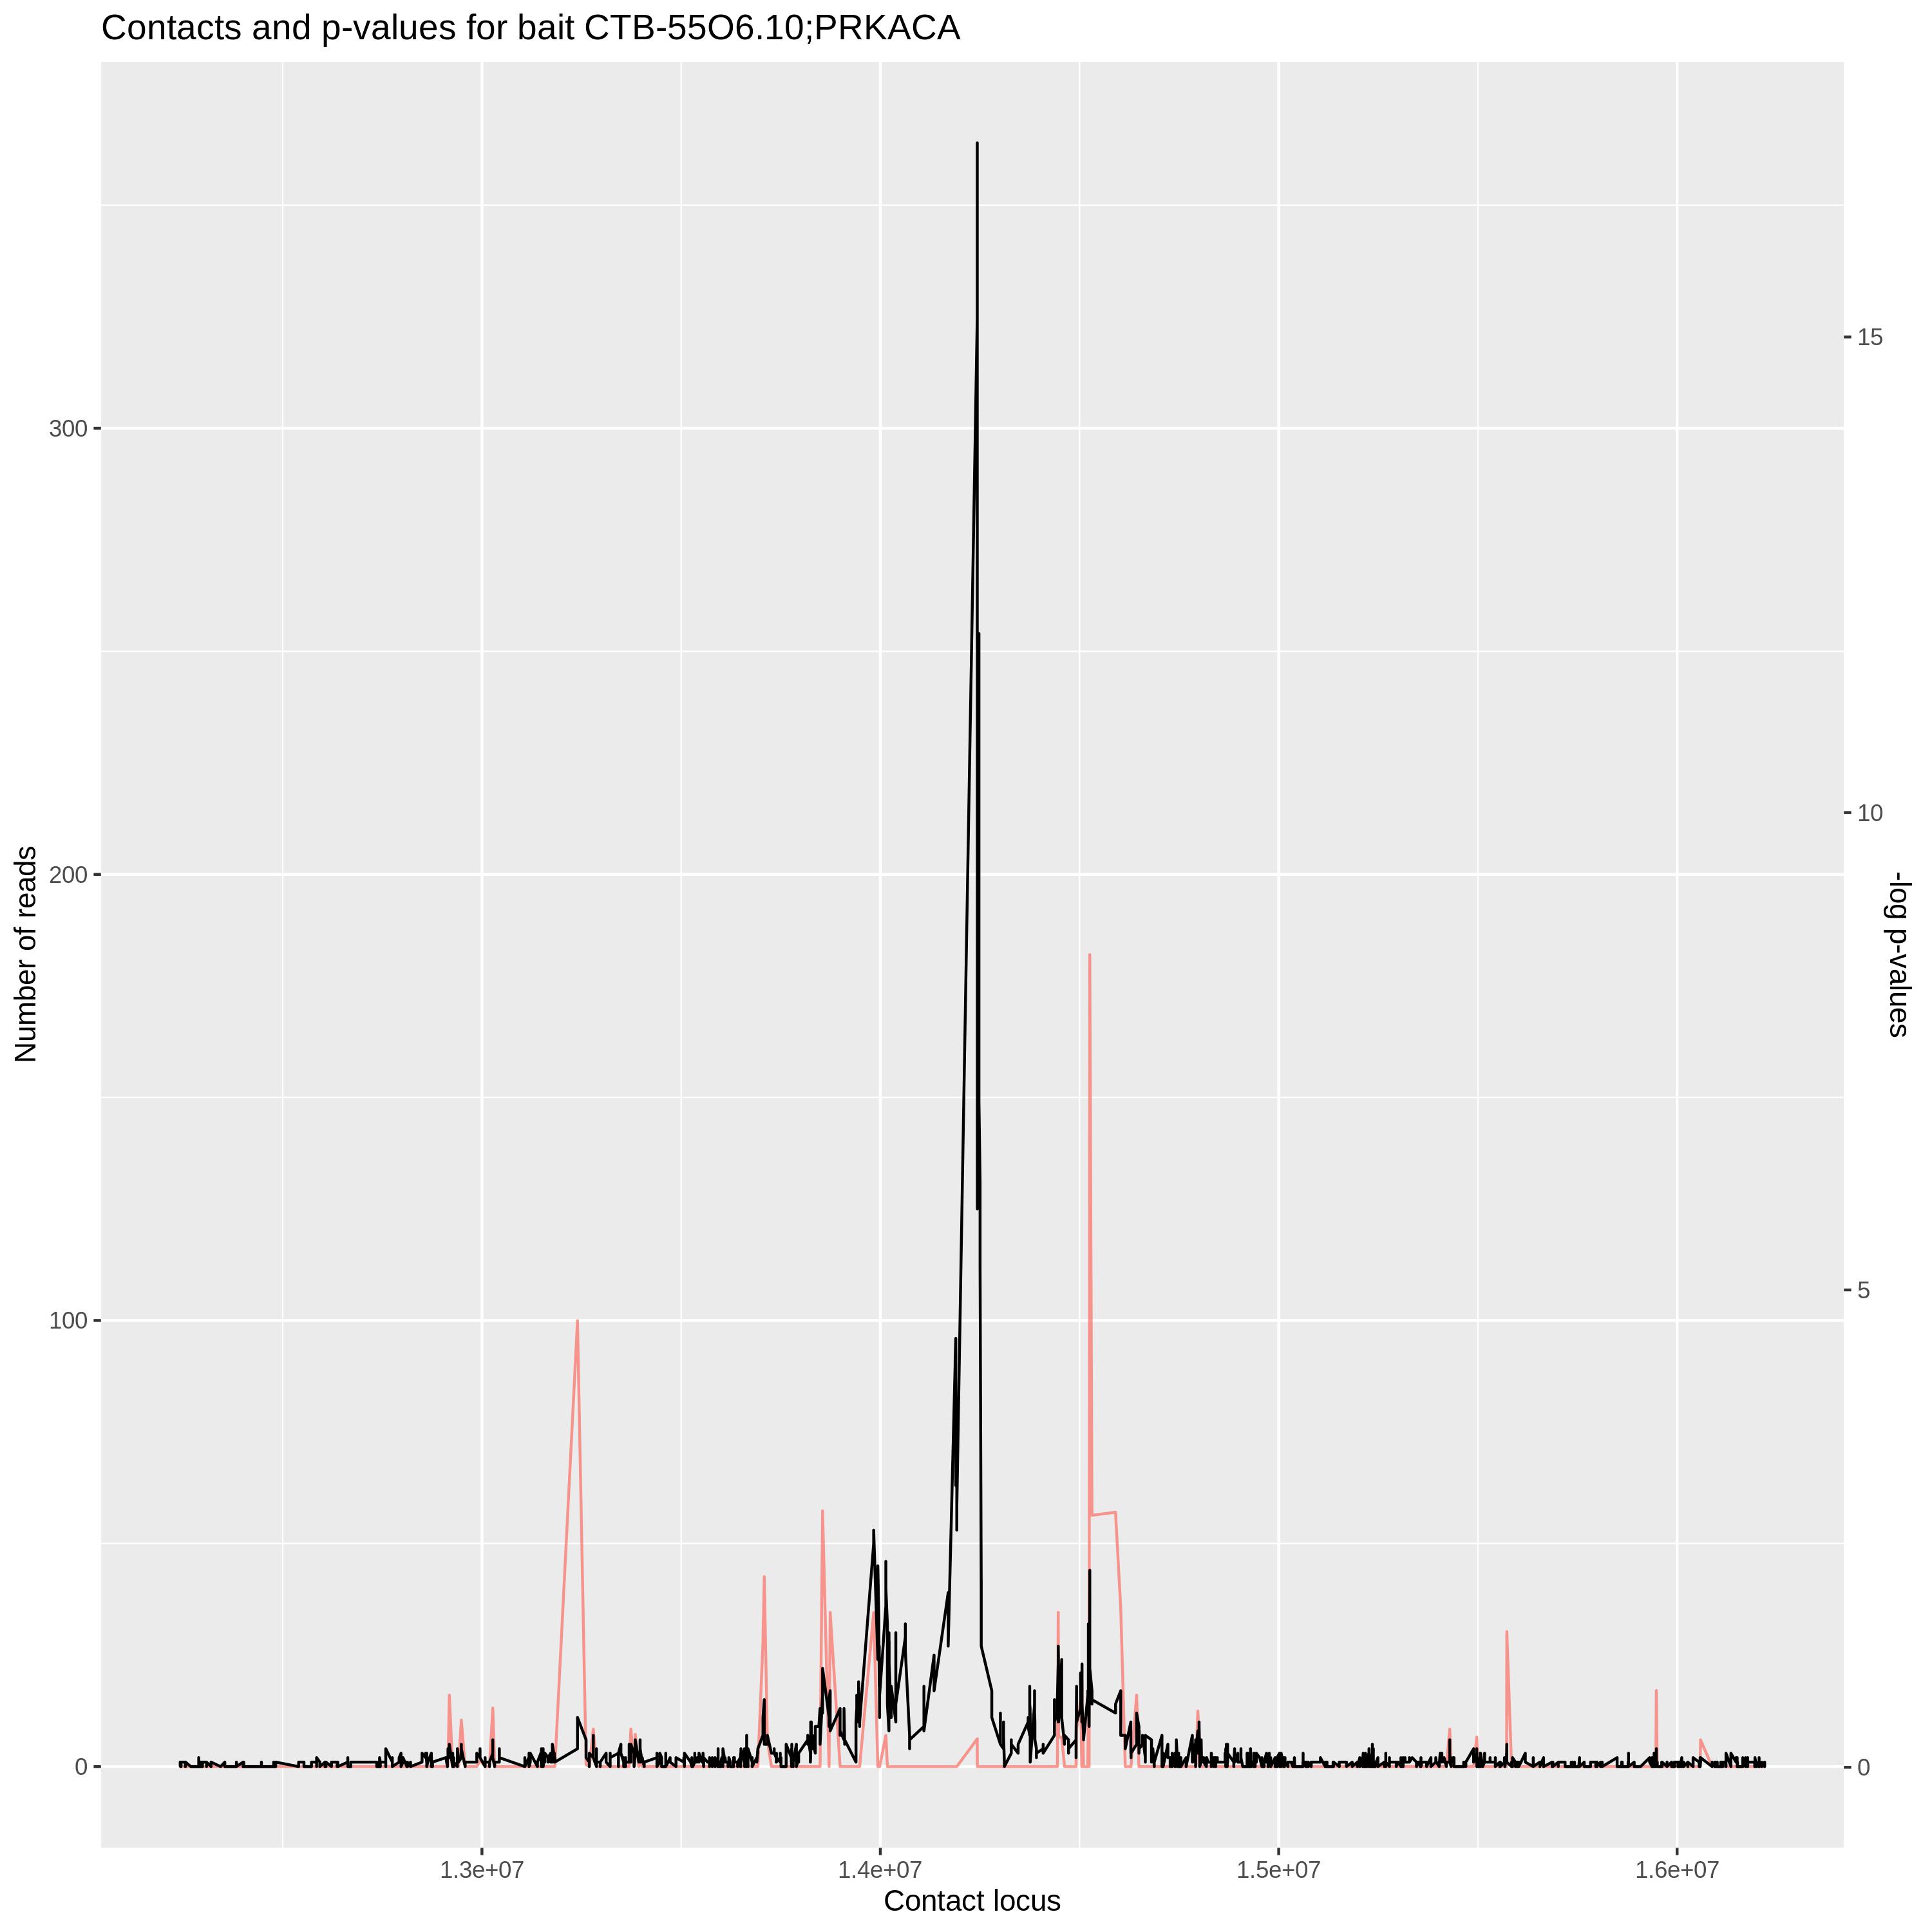 Contacts and p-values for bait CTB-55O6.10;PRKACA
Number of reads
300
200
100
0
15
10
5
0
-log p-values
1.3e+07
1.4e+07
1.5e+07
1.6e+07
Contact locus